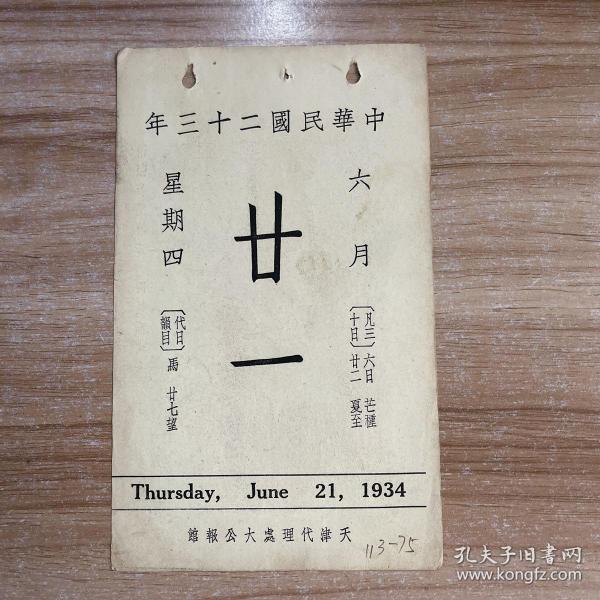 中華民國二十三年
六月
廿一
星期四
〔凡三十日〕
六日 芒種
廿二 夏至
〔代日韻目〕
馬 廿七望
Thursday, June 21, 1934
天津代理處大公報館
113-75
孔夫子旧书网
www.kongfz.com